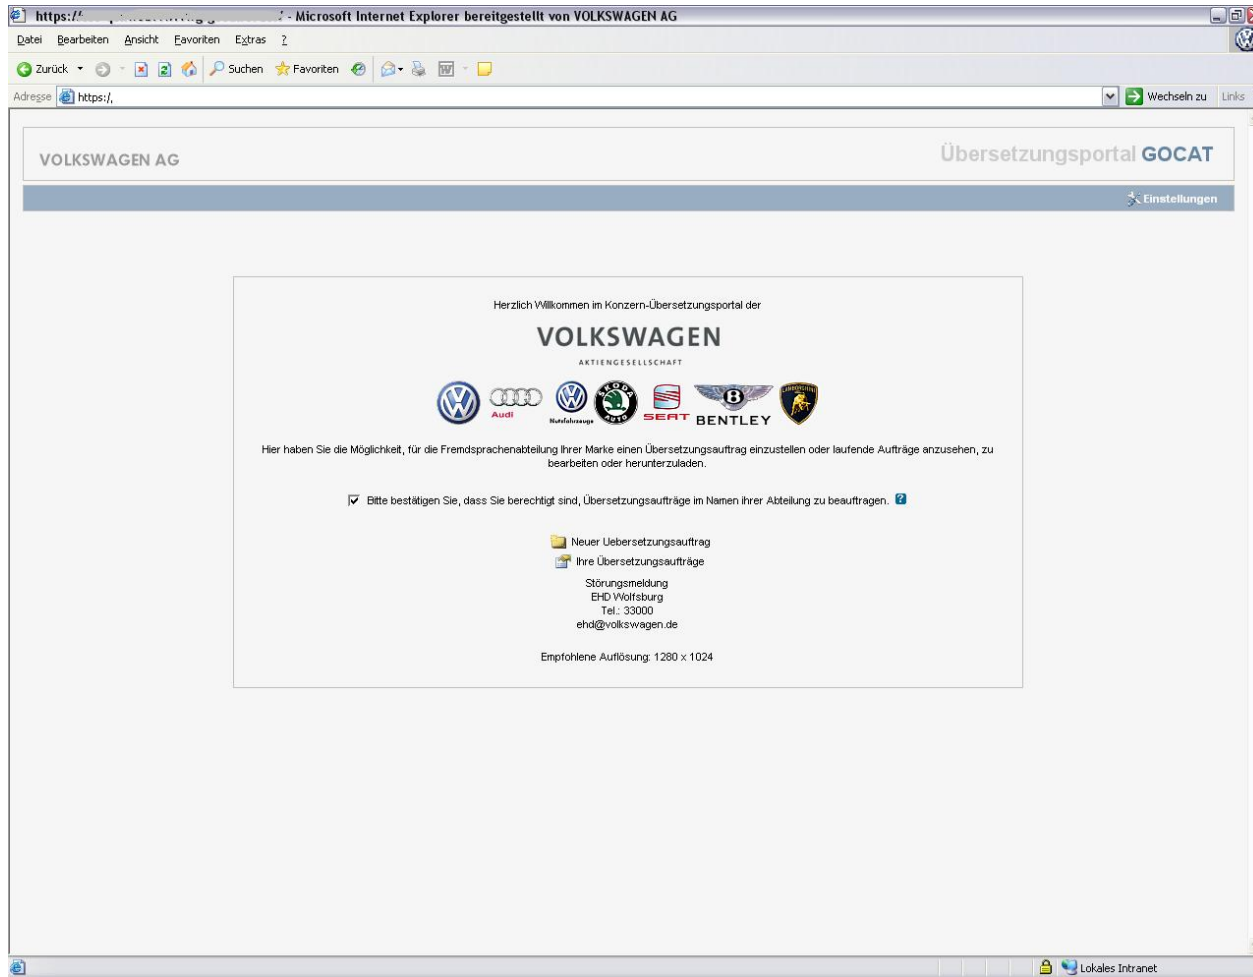 https:/ - Microsoft Internet Explorer bereitgestellt von VOLKSWAGEN AG
Datei Bearbeiten Ansicht Favoriten Extras ?
Zurück Suchen Favoriten
Adresse https:/, Wechseln zu Links
VOLKSWAGEN AG
Übersetzungsportal GOCAT
Einstellungen
Herzlich Willkommen im Konzern-Übersetzungsportal der
VOLKSWAGEN
AKTIENGESELLSCHAFT
Audi Nutzfahrzeuge SKODA AUTO SEAT B BENTLEY LAMBORGHINI
Hier haben Sie die Möglichkeit, für die Fremdsprachenabteilung Ihrer Marke einen Übersetzungsauftrag einzustellen oder laufende Aufträge anzusehen, zu
bearbeiten oder herunterzuladen.
Bitte bestätigen Sie, dass Sie berechtigt sind, Übersetzungsaufträge im Namen ihrer Abteilung zu beauftragen. ?
Neuer Uebersetzungsauftrag
Ihre Übersetzungsaufträge
Störungsmeldung
EHD Wolfsburg
Tel.: 33000
ehd@volkswagen.de
Empfohlene Auflösung: 1280 x 1024
Lokales Intranet